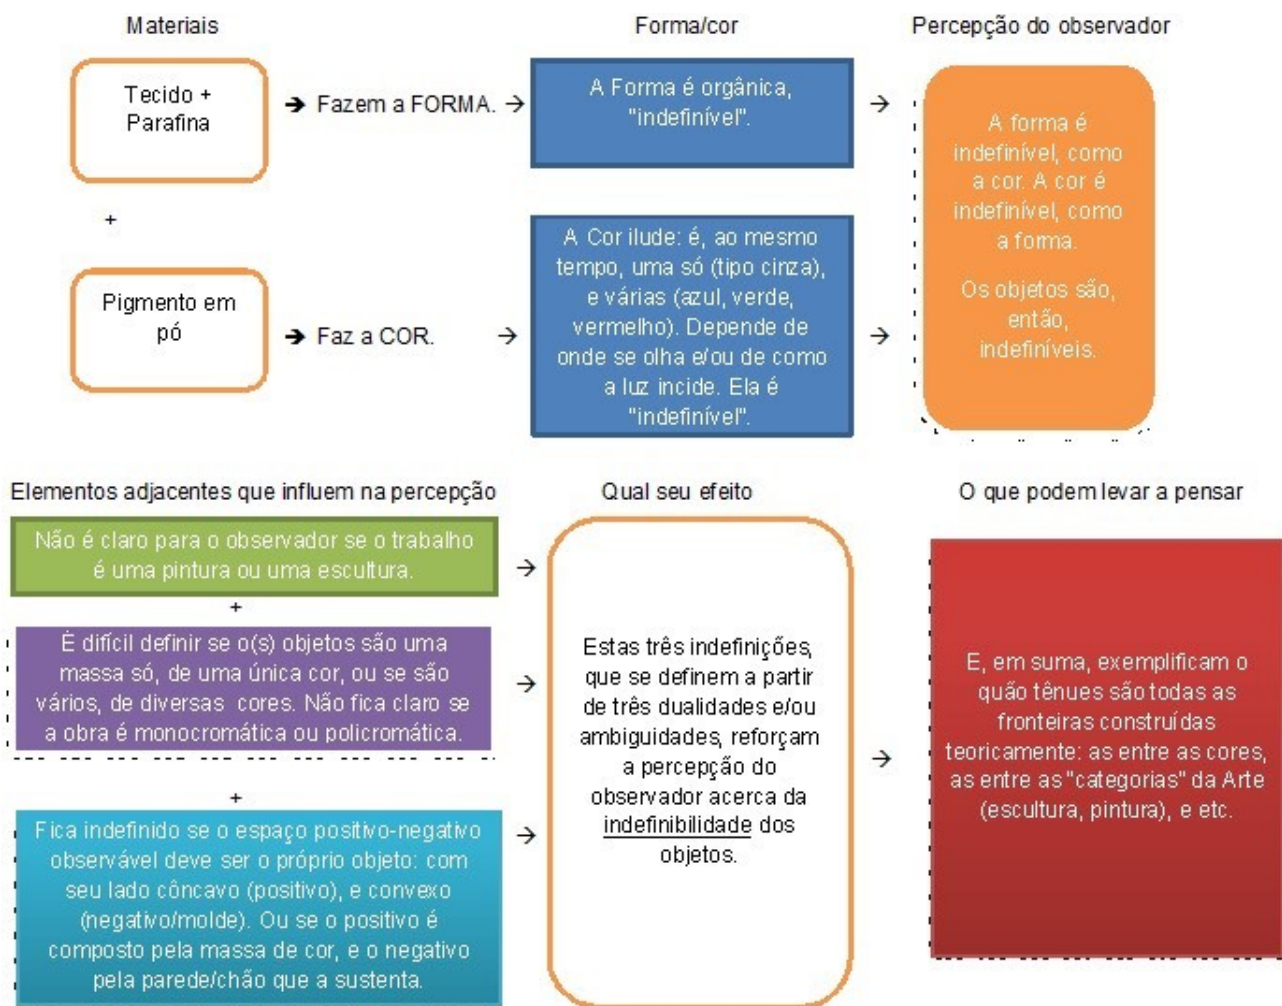 Materiais
Forma/cor
Percepção do observador
Tecido +
Parafina
➔ Fazem a FORMA. →
A Forma é orgânica,
"indefinível".
→
A forma é
indefinível, como
a cor. A cor é
indefinível, como
a forma.
Os objetos são,
então,
indefiníveis.
+
Pigmento em
pó
➔ Faz a COR. →
A Cor ilude: é, ao mesmo
tempo, uma só (tipo cinza),
e várias (azul, verde,
vermelho). Depende de
onde se olha e/ou de como
a luz incide. Ela é
"indefinível".
→
Elementos adjacentes que influem na percepção
Qual seu efeito
O que podem levar a pensar
Não é claro para o observador se o trabalho
é uma pintura ou uma escultura.
→
+
É difícil definir se o(s) objetos são uma
massa só, de uma única cor, ou se são
vários, de diversas cores. Não fica claro se
a obra é monocromática ou policromática.
→
+
Fica indefinido se o espaço positivo-negativo
observável deve ser o próprio objeto: com
seu lado côncavo (positivo), e convexo
(negativo/molde). Ou se o positivo é
composto pela massa de cor, e o negativo
pela parede/chão que a sustenta.
→
Estas três indefinições,
que se definem a partir
de três dualidades e/ou
ambiguidades, reforçam
a percepção do
observador acerca da
indefinibilidade dos
objetos.
→
E, em suma, exemplificam o
quão tênues são todas as
fronteiras construídas
teoricamente: as entre as cores,
as entre as "categorias" da Arte
(escultura, pintura), e etc.